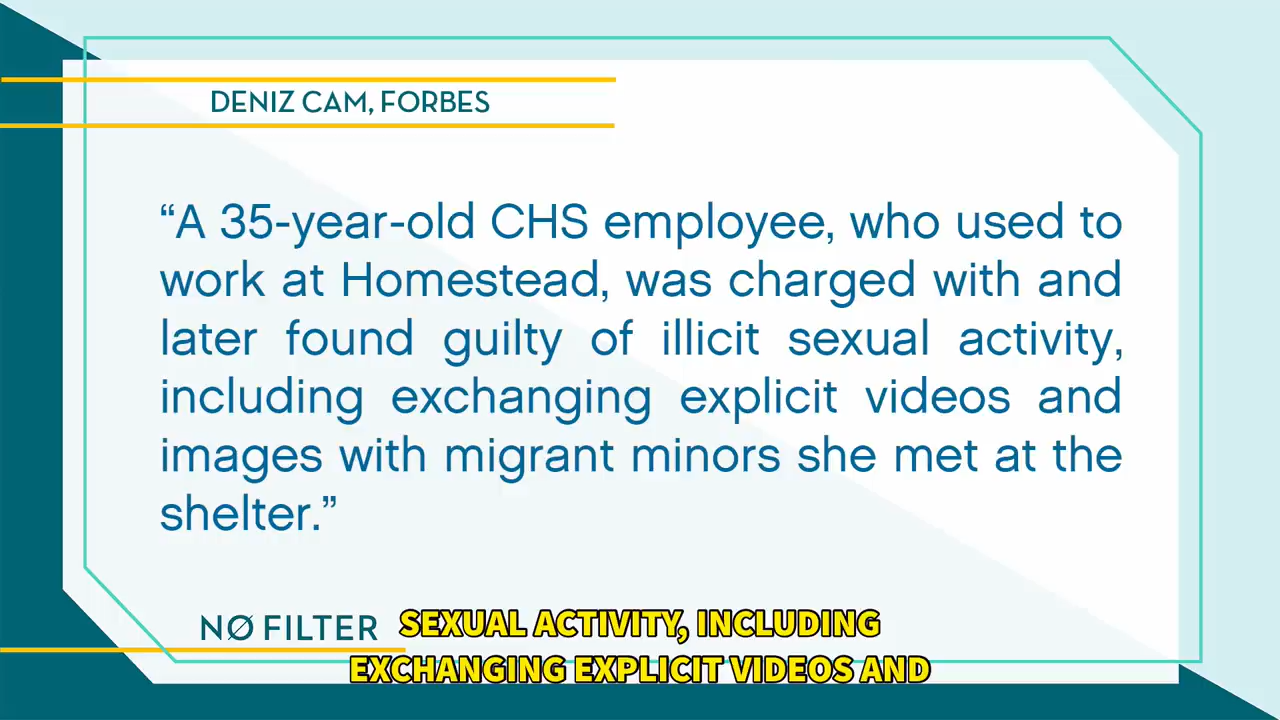 DENIZ CAM, FORBES
“A 35-year-old CHS employee, who used to
work at Homestead, was charged with and
later found guilty of illicit sexual activity,
including exchanging explicit videos and
images with migrant minors she met at the
shelter.”
NØ FILTER
SEXUAL ACTIVITY, INCLUDING
EXCHANGING EXPLICIT VIDEOS AND